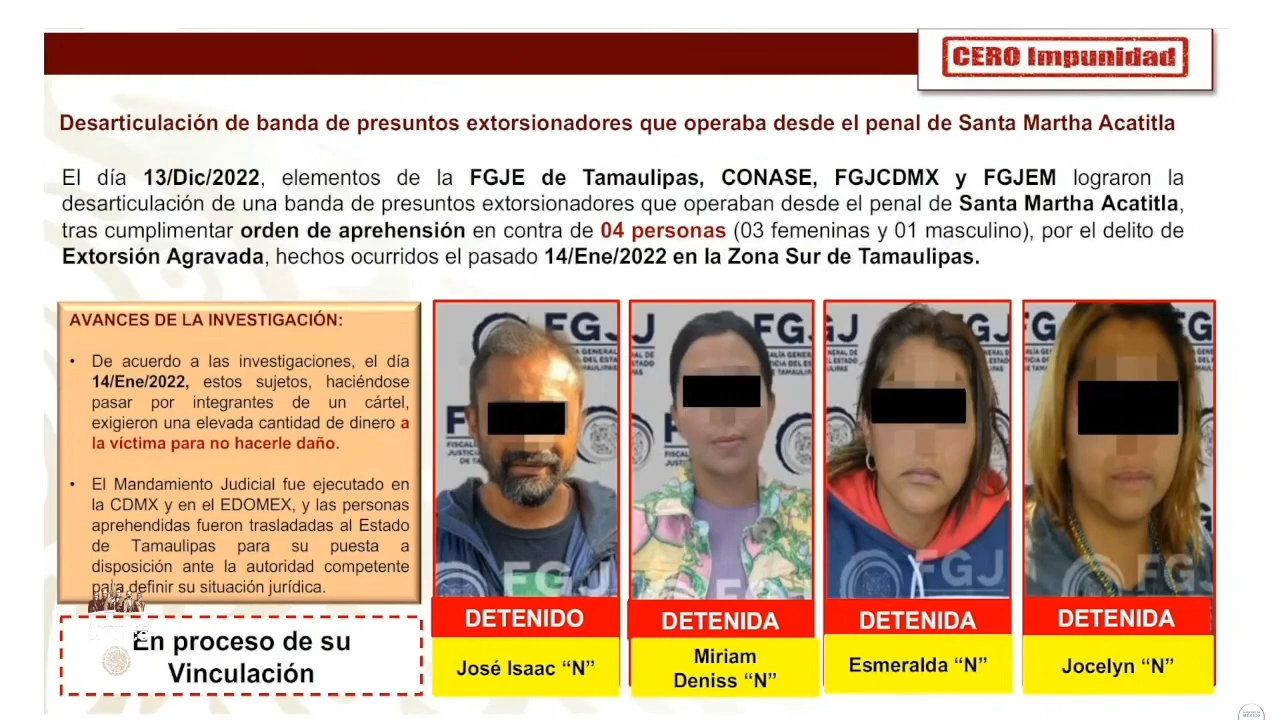 CERO Impunidad
Desarticulación de banda de presuntos extorsionadores que operaba desde el penal de Santa Martha Acatitla
El día 13/Dic/2022, elementos de la FGJE de Tamaulipas, CONASE, FGJCDMX y FGJEM lograron la
desarticulación de una banda de presuntos extorsionadores que operaban desde el penal de Santa Martha Acatitla,
tras cumplimentar orden de aprehensión en contra de 04 personas (03 femeninas y 01 masculino), por el delito de
Extorsión Agravada, hechos ocurridos el pasado 14/Ene/2022 en la Zona Sur de Tamaulipas.
AVANCES DE LA INVESTIGACIÓN:
• De acuerdo a las investigaciones, el día
14/Ene/2022, estos sujetos, haciéndose
pasar por integrantes de un cártel,
exigieron una elevada cantidad de dinero a
la víctima para no hacerle daño.
• El Mandamiento Judicial fue ejecutado en
la CDMX y en el EDOMEX, y las personas
aprehendidas fueron trasladadas al Estado
de Tamaulipas para su puesta a
disposición ante la autoridad competente
para definir su situación jurídica.
En proceso de su
Vinculación
FGJ
FGJ
FGJ
FGJ
DETENIDO
José Isaac “N”
DETENIDA
Miriam
Deniss “N”
DETENIDA
Esmeralda “N”
DETENIDA
Jocelyn “N”